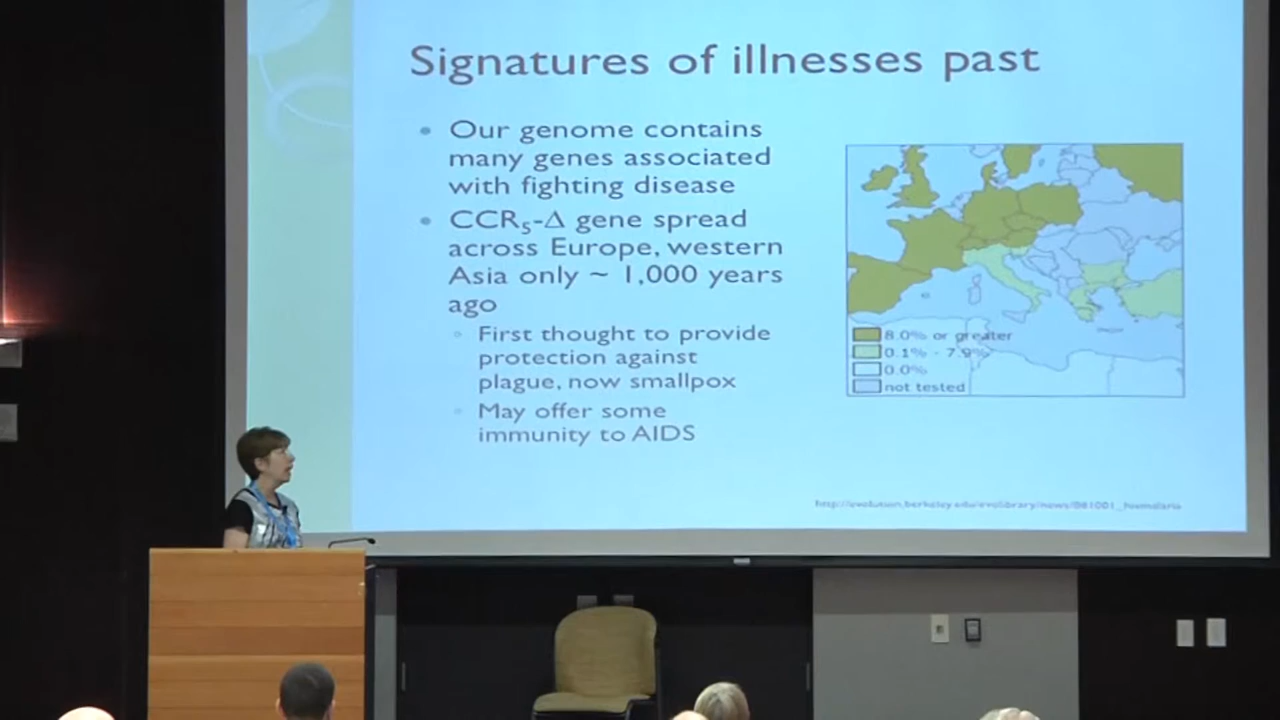 Signatures of illnesses past
• Our genome contains
many genes associated
with fighting disease
• CCR₅-Δ gene spread
across Europe, western
Asia only ~ 1,000 years
ago
◦ First thought to provide
protection against
plague, now smallpox
◦ May offer some
immunity to AIDS
8.0% or greater
0.1% - 7.9%
0.0%
not tested